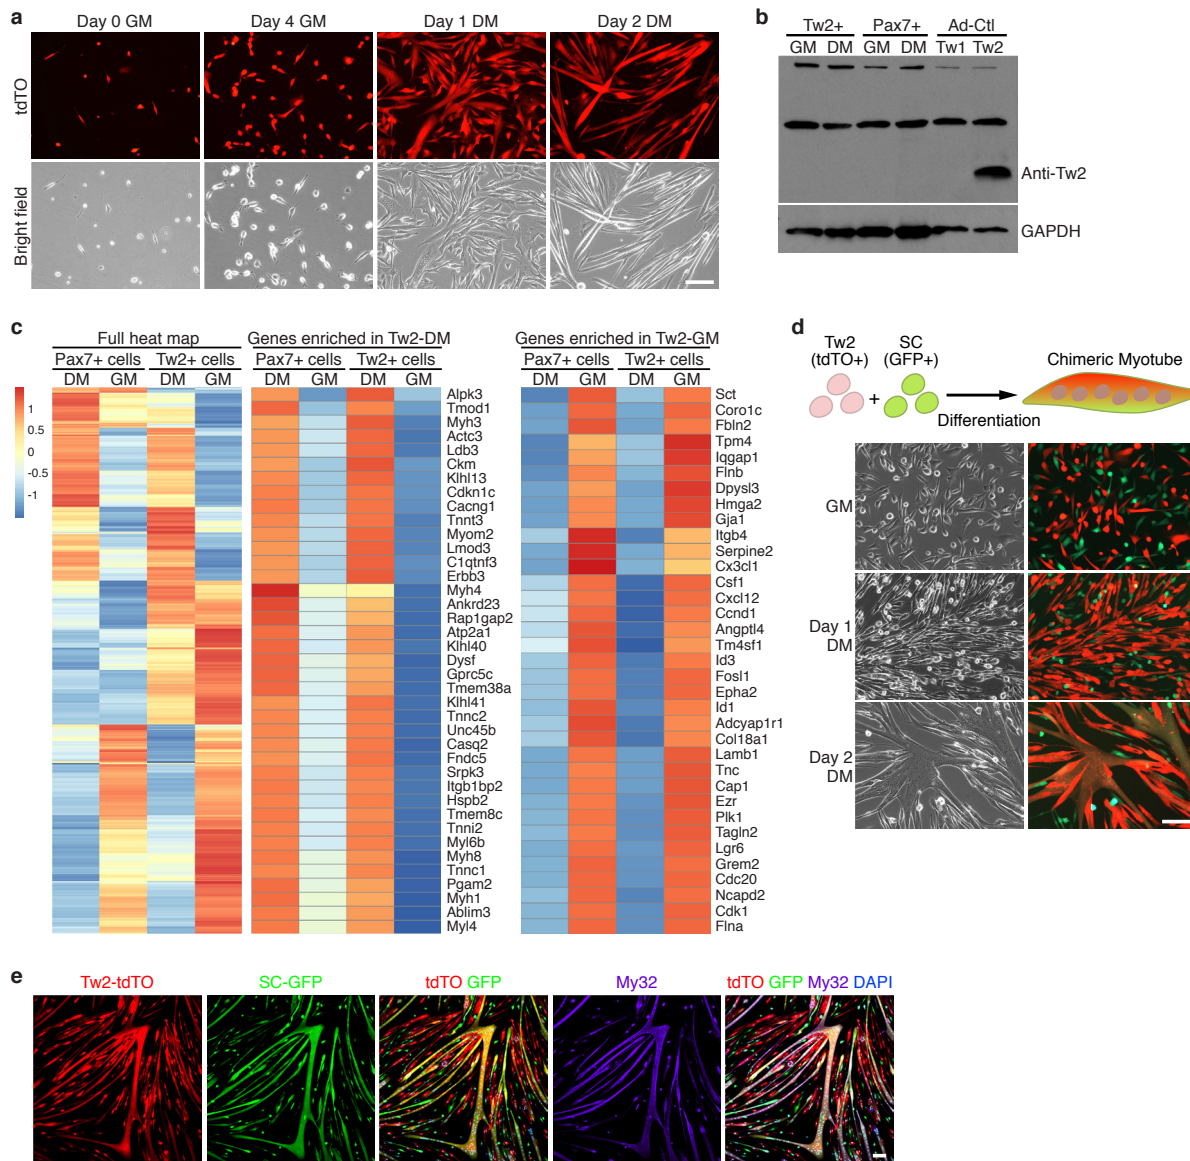 a
Day 0 GM
Day 4 GM
Day 1 DM
Day 2 DM
tdTO
Bright field
b
Tw2+
Pax7+
Ad-Ctl
GM
DM
GM
DM
Tw1
Tw2
Anti-Tw2
GAPDH
c
Full heat map
Pax7+ cells
Tw2+ cells
DM
GM
DM
GM
1
0.5
0
-0.5
-1
Genes enriched in Tw2-DM
Pax7+ cells
Tw2+ cells
DM
GM
DM
GM
Alpk3
Tmod1
Myh3
Actc3
Ldb3
Ckm
Klhl13
Cdkn1c
Cacng1
Tnnt3
Myom2
Lmod3
C1qtnf3
Erbb3
Myh4
Ankrd23
Rap1gap2
Atp2a1
Klhl40
Dysf
Gprc5c
Tmem38a
Klhl41
Tnnc2
Unc45b
Casq2
Fndc5
Srpk3
Itgb1bp2
Hspb2
Tmem8c
Tnni2
Myl6b
Myh8
Tnnc1
Pgam2
Myh1
Ablim3
Myl4
Genes enriched in Tw2-GM
Pax7+ cells
Tw2+ cells
DM
GM
DM
GM
Sct
Coro1c
Fbln2
Tpm4
Iqgap1
Flnb
Dpysl3
Hmga2
Gja1
Itgb4
Serpine2
Cx3cl1
Csf1
Cxcl12
Ccnd1
Angptl4
Tm4sf1
Id3
Fosl1
Epha2
Id1
Adcyap1r1
Col18a1
Lamb1
Tnc
Cap1
Ezr
Plk1
Tagln2
Lgr6
Grem2
Cdc20
Ncapd2
Cdk1
Flna
d
Tw2
(tdTO+)
SC
(GFP+)
+
Differentiation
Chimeric Myotube
GM
Day 1
DM
Day 2
DM
e
Tw2-tdTO
SC-GFP
tdTO GFP
My32
tdTO GFP My32 DAPI